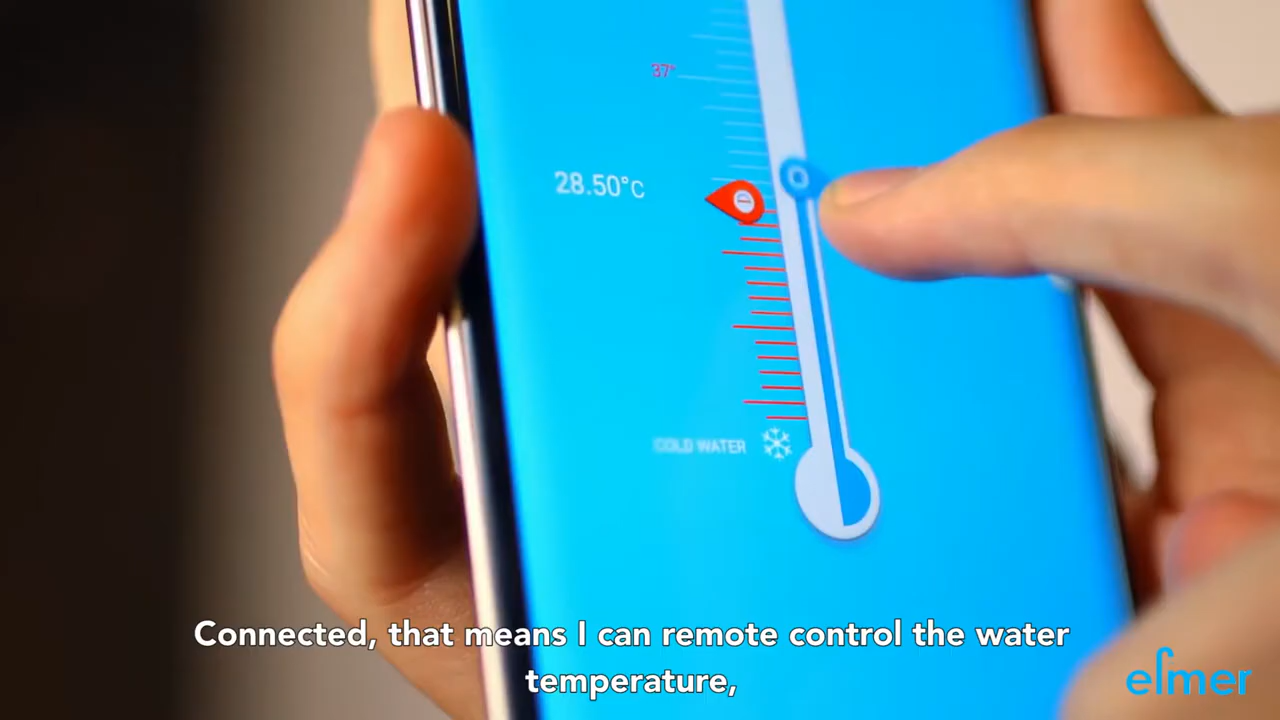 37°
28.50°C
COLD WATER
Connected, that means I can remote control the water
temperature,
elmer